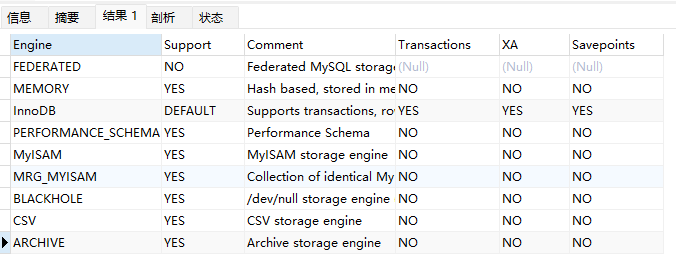 信息 摘要 结果 1 剖析 状态
Engine Support Comment Transactions XA Savepoints
FEDERATED NO Federated MySQL storag (Null) (Null) (Null)
MEMORY YES Hash based, stored in me NO NO NO
InnoDB DEFAULT Supports transactions, ro YES YES YES
PERFORMANCE_SCHEMA YES Performance Schema NO NO NO
MyISAM YES MyISAM storage engine NO NO NO
MRG_MYISAM YES Collection of identical My NO NO NO
BLACKHOLE YES /dev/null storage engine NO NO NO
CSV YES CSV storage engine NO NO NO
ARCHIVE YES Archive storage engine NO NO NO